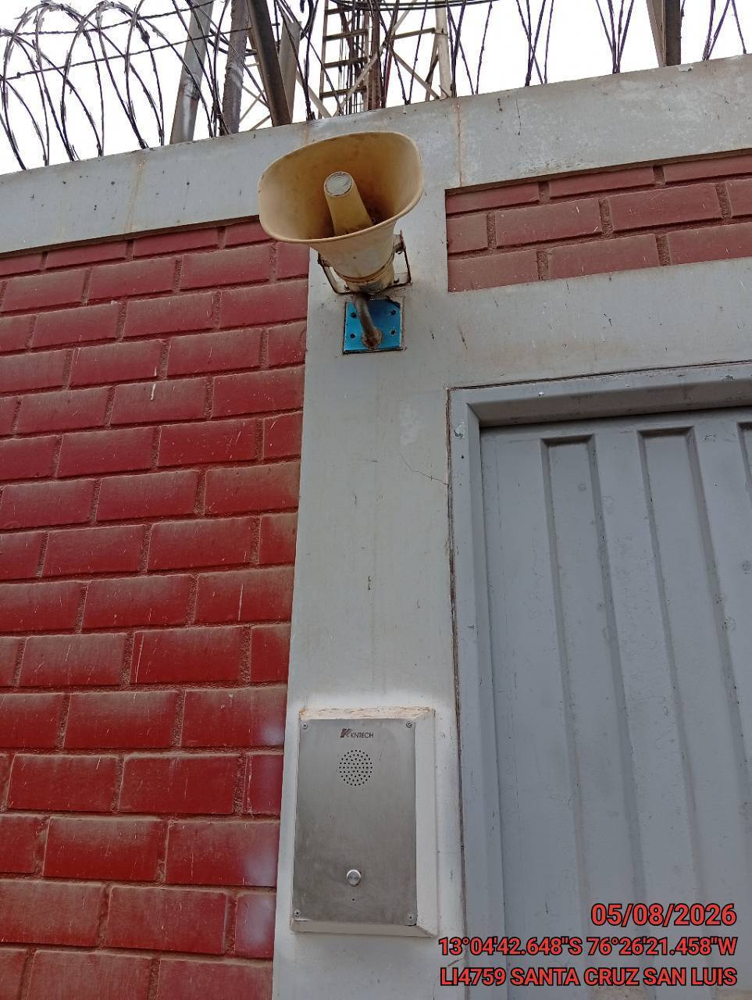 KNTECH
05/08/2026
13°04'42.648"S 76°26'21.458"W
LI4759 SANTA CRUZ SAN LUIS